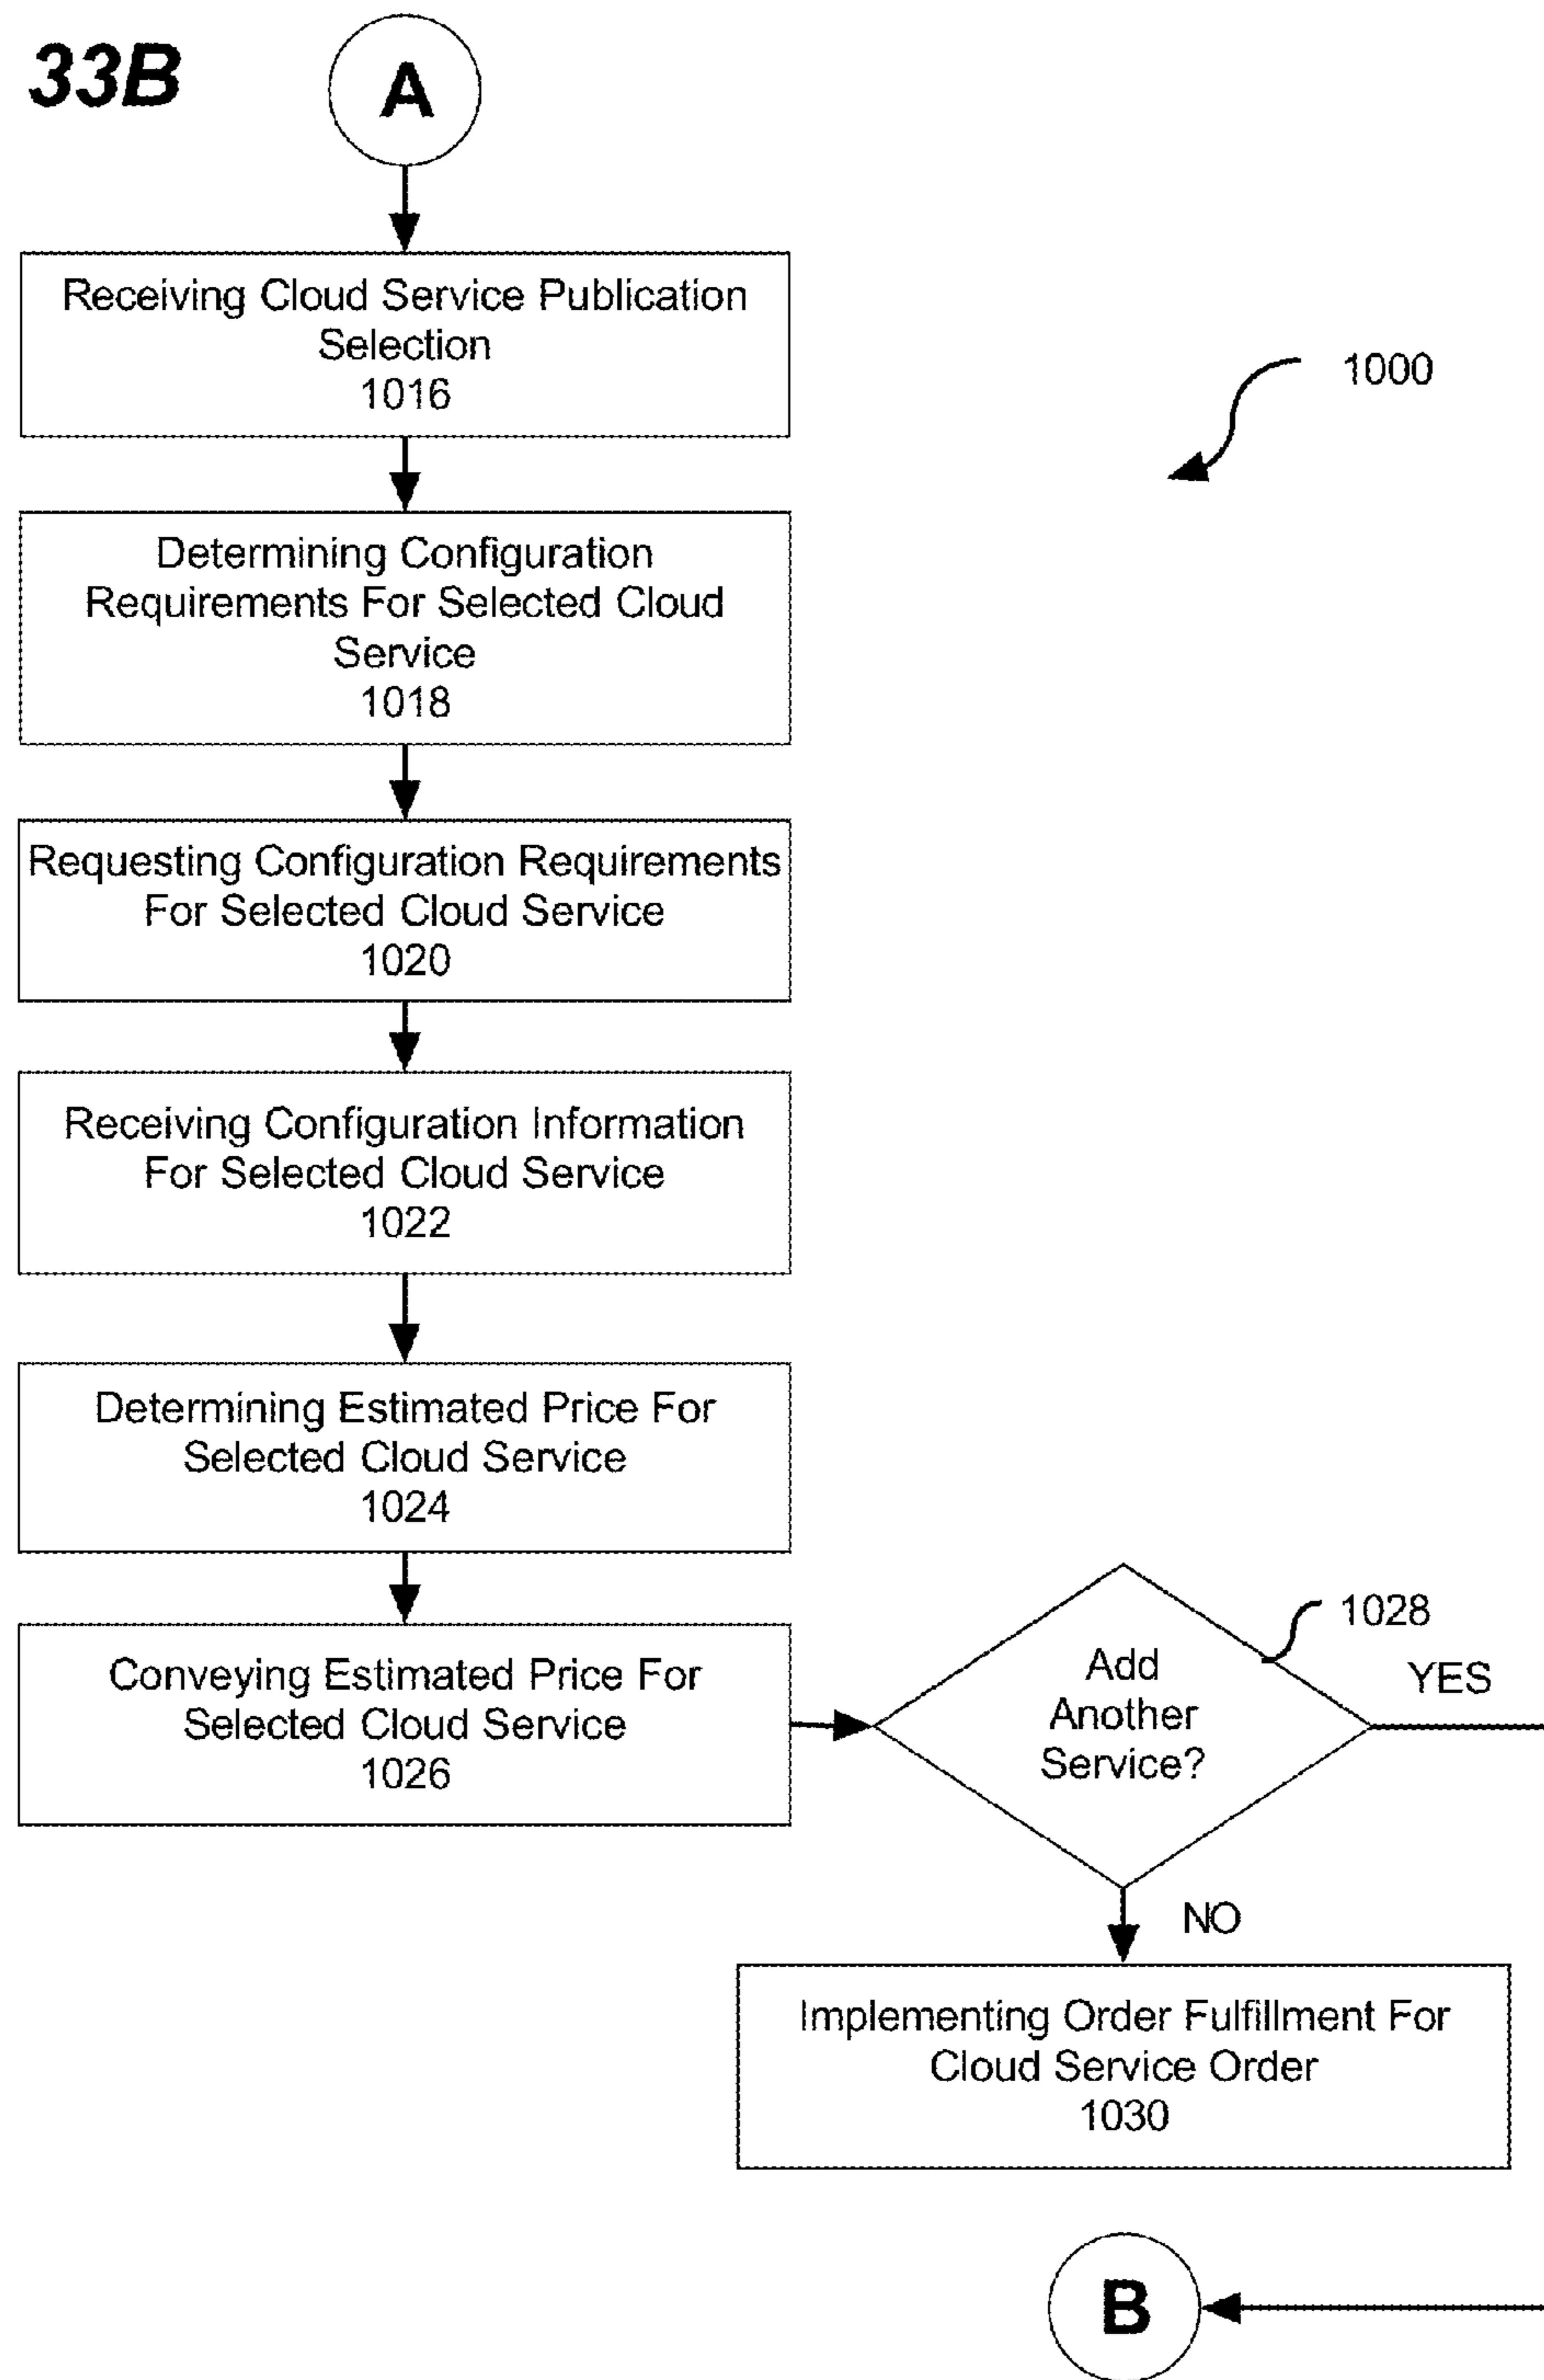 33B
A
Receiving Cloud Service Publication
Selection
1016
1000
Determining Configuration
Requirements For Selected Cloud
Service
1018
Requesting Configuration Requirements
For Selected Cloud Service
1020
Receiving Configuration Information
For Selected Cloud Service
1022
Determining Estimated Price For
Selected Cloud Service
1024
Conveying Estimated Price For
Selected Cloud Service
1026
Add
Another
Service?
1028
YES
NO
Implementing Order Fulfillment For
Cloud Service Order
1030
B